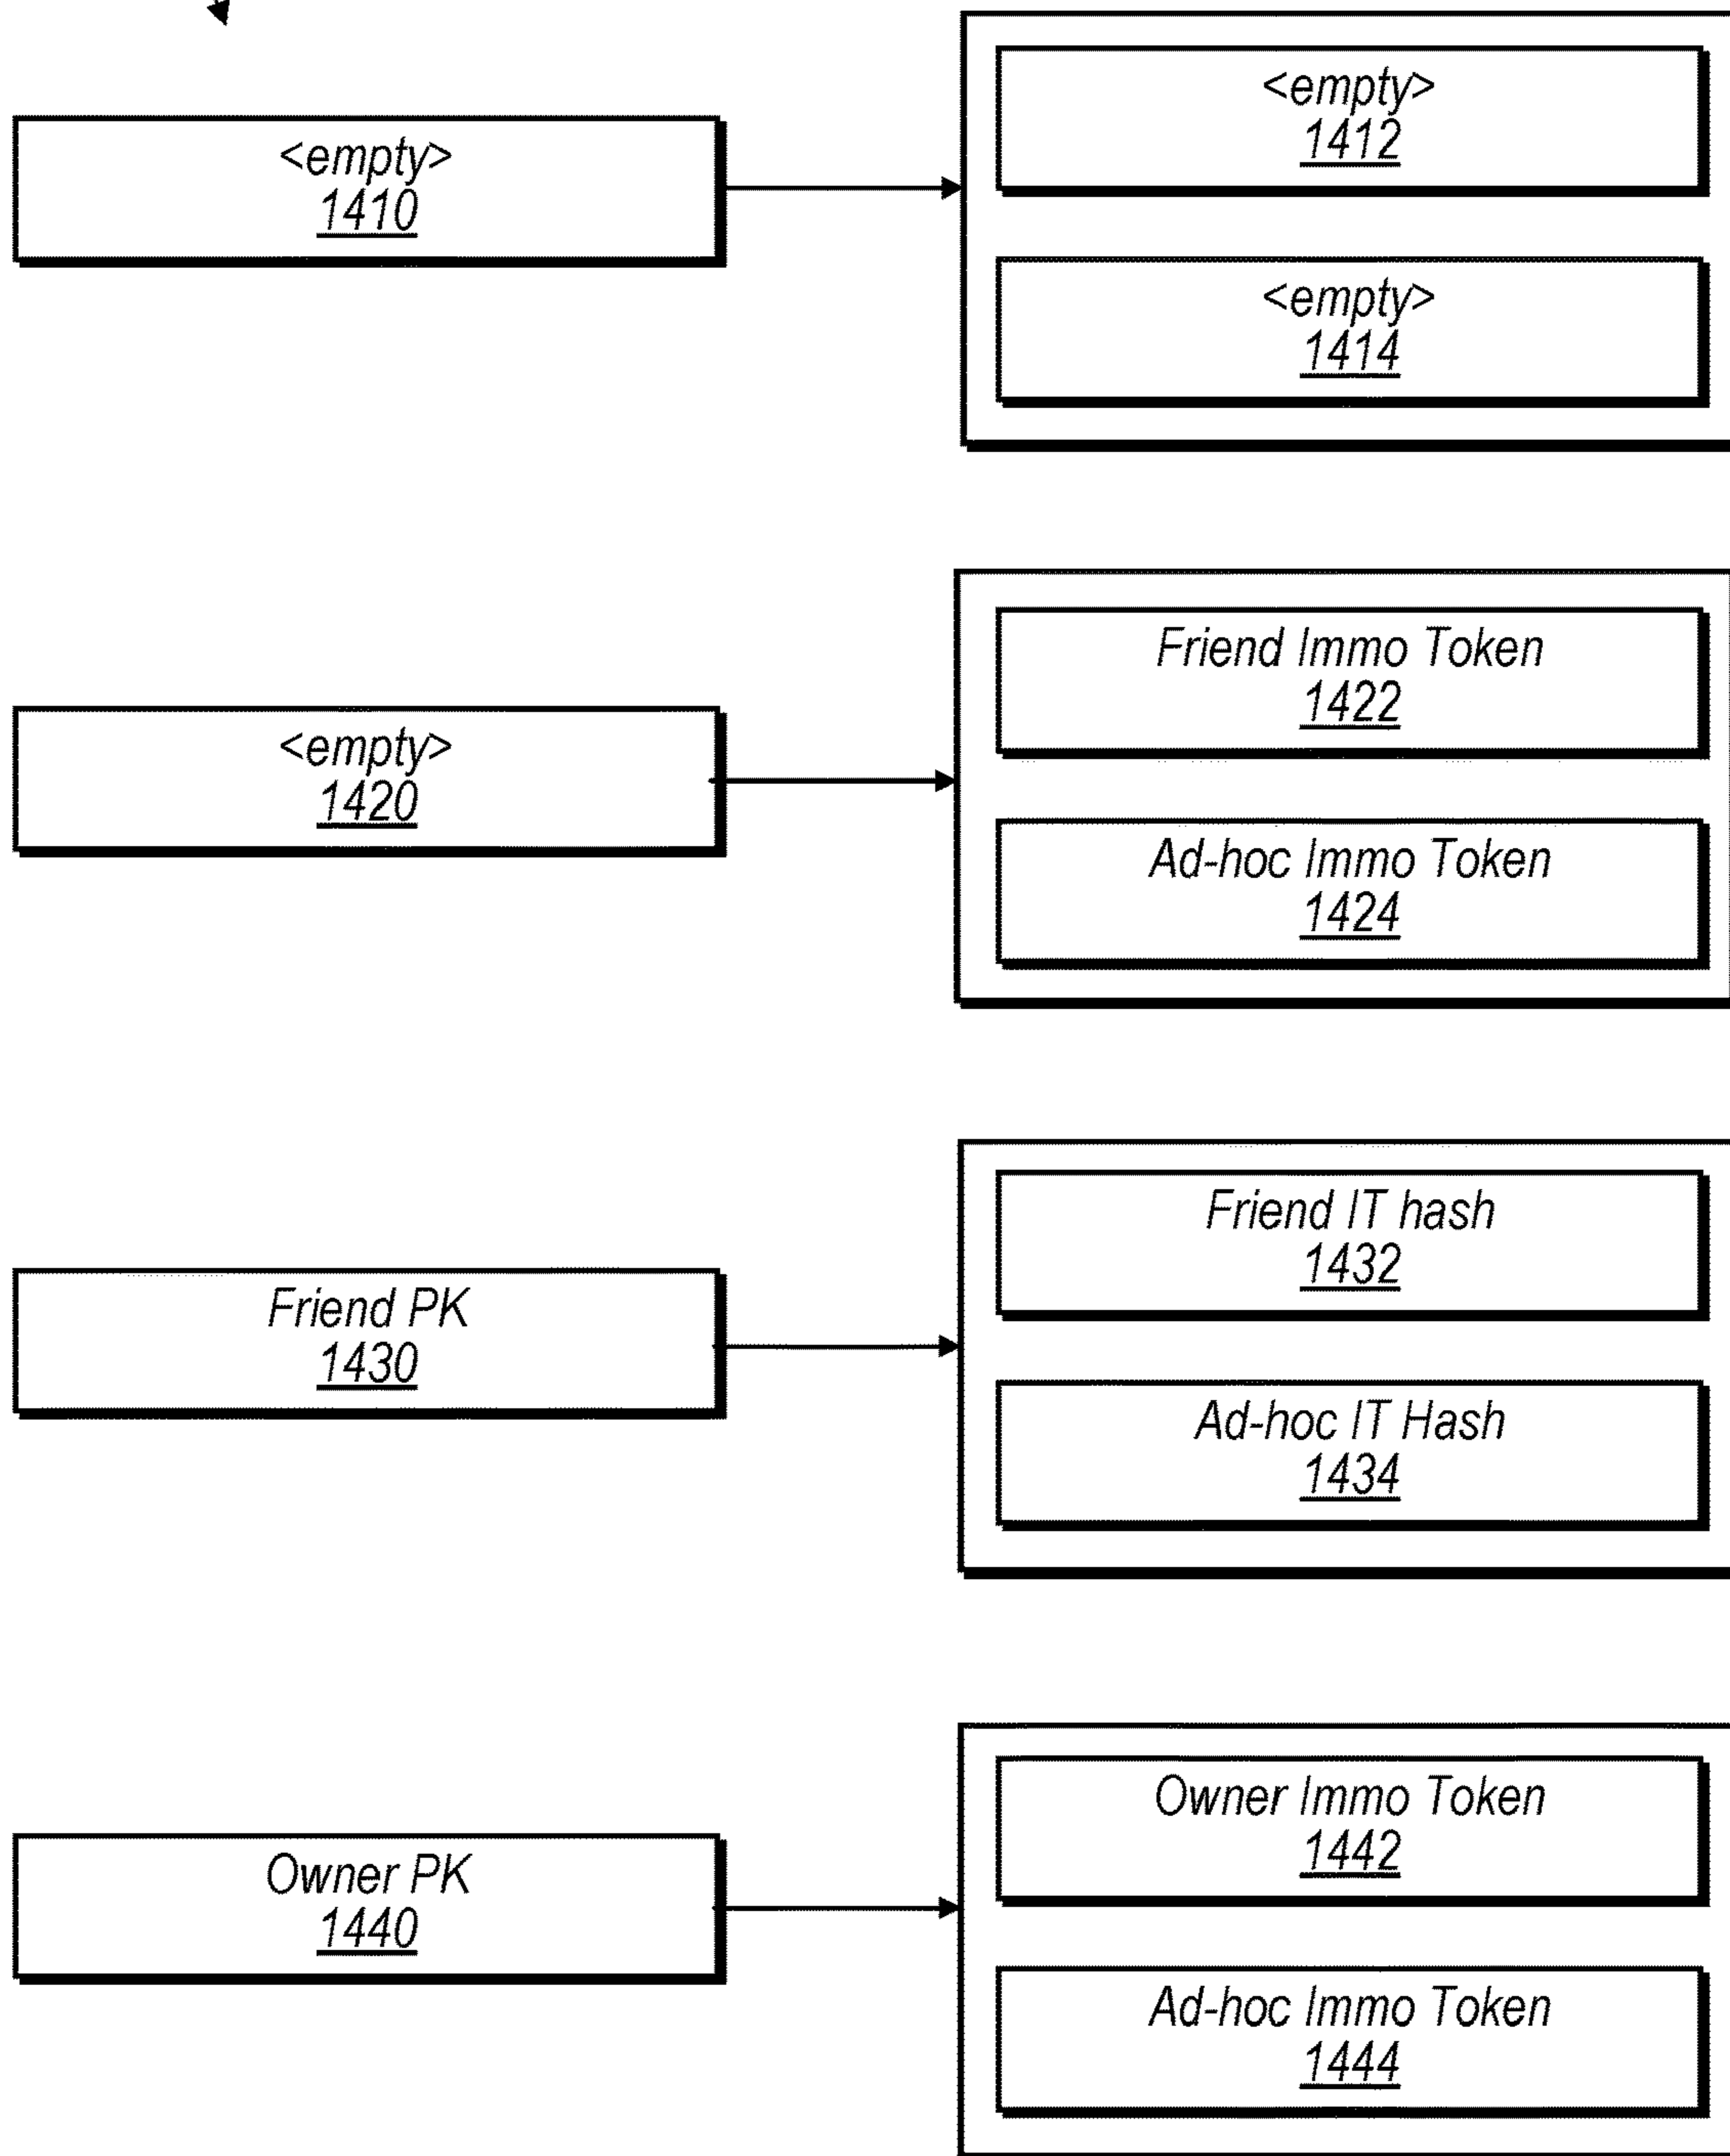 <empty>
1410
<empty>
1412
<empty>
1414
<empty>
1420
Friend Immo Token
1422
Ad-hoc Immo Token
1424
Friend PK
1430
Friend IT hash
1432
Ad-hoc IT Hash
1434
Owner PK
1440
Owner Immo Token
1442
Ad-hoc Immo Token
1444